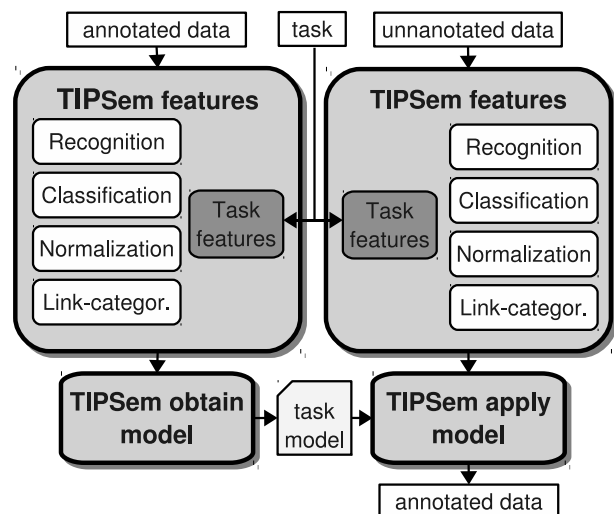 annotated data
task
unnanotated data
TIPSem features
Recognition
Classification
Normalization
Link-categor.
Task
features
TIPSem features
Task
features
Recognition
Classification
Normalization
Link-categor.
TIPSem obtain
model
task
model
TIPSem apply
model
annotated data